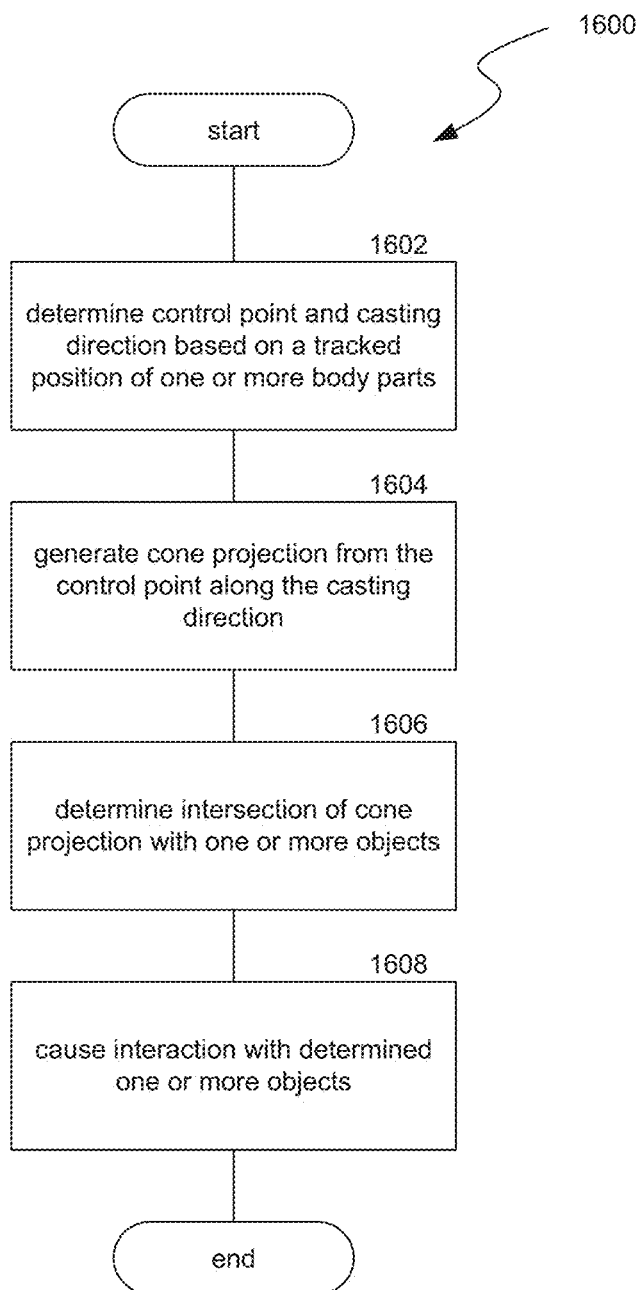 1600
start
1602
determine control point and casting
direction based on a tracked
position of one or more body parts
1604
generate cone projection from the
control point along the casting
direction
1606
determine intersection of cone
projection with one or more objects
1608
cause interaction with determined
one or more objects
end